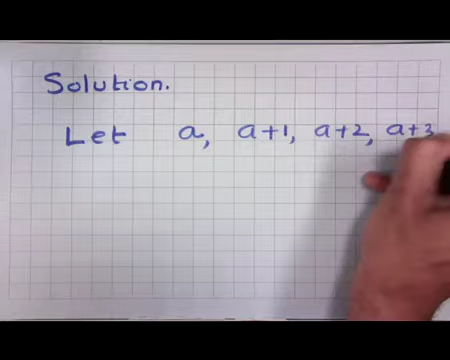 Solution.
Let a, a+1, a+2, a+3